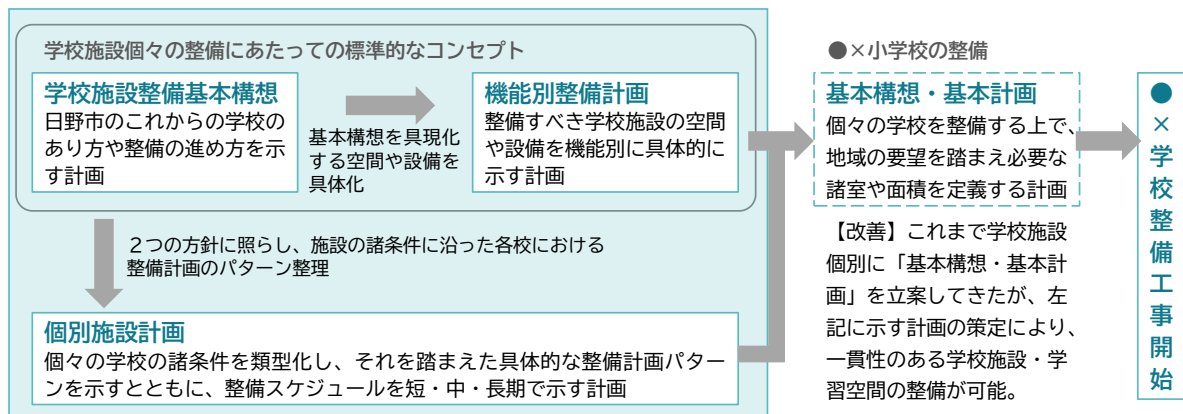 学校施設個々の整備にあたっての標準的なコンセプト
学校施設整備基本構想
日野市のこれからの学校の
あり方や整備の進め方を示
す計画
基本構想を具現化
する空間や設備を
具体化
機能別整備計画
整備すべき学校施設の空間
や設備を機能別に具体的に
示す計画
２つの方針に照らし、施設の諸条件に沿った各校における
整備計画のパターン整理
個別施設計画
個々の学校の諸条件を類型化し、それを踏まえた具体的な整備計画パター
ンを示すとともに、整備スケジュールを短・中・長期で示す計画
●×小学校の整備
基本構想・基本計画
個々の学校を整備する上で、
地域の要望を踏まえ必要な
諸室や面積を定義する計画
【改善】これまで学校施設
個別に「基本構想・基本計
画」を立案してきたが、左
記に示す計画の策定により、
一貫性のある学校施設・学
習空間の整備が可能。
●×学校整備工事開始